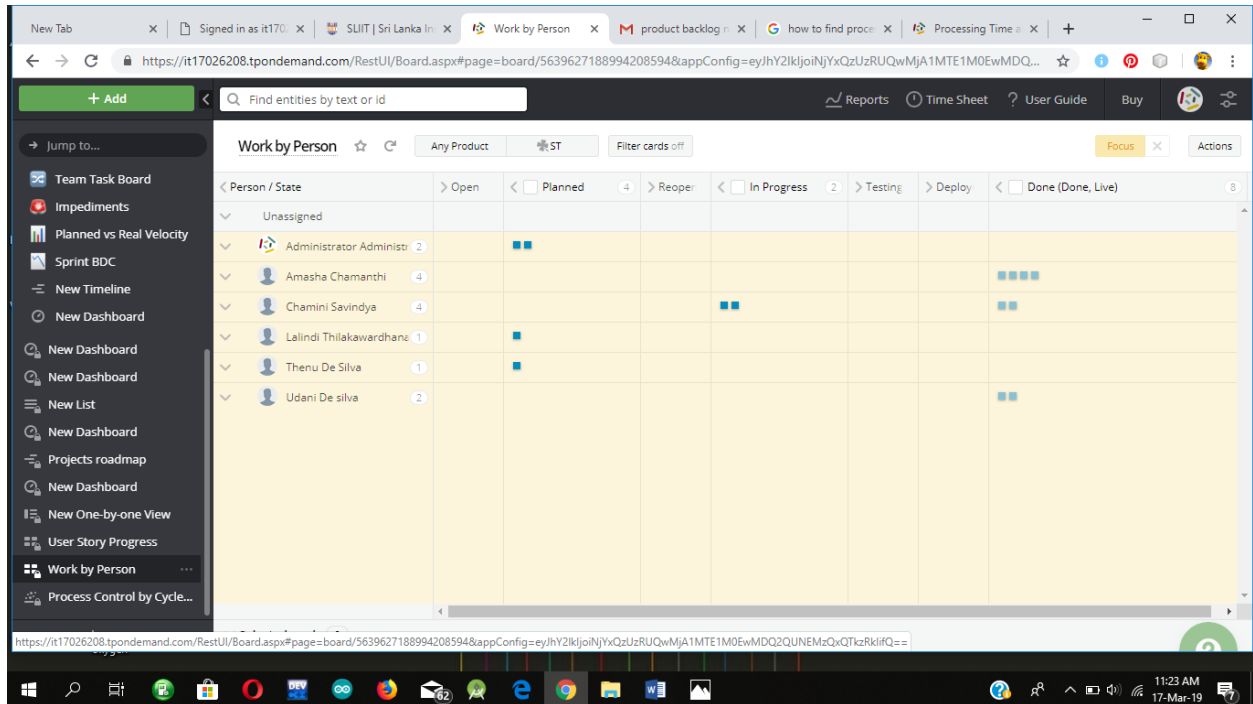 New Tab
Signed in as it170
SLIIT | Sri Lanka In
Work by Person
product backlog n
how to find proce
Processing Time a
https://it17026208.tpondemand.com/RestUI/Board.aspx#page=board/5639627188994208594&appConfig=eyJhY2lkIjoiNjYxQzUzRUQwMjA1MTE1M0EwMDQ...
+ Add
Find entities by text or id
Reports
Time Sheet
? User Guide
Buy
Jump to...
Work by Person
Any Product
ST
Filter cards off
Focus
Actions
Team Task Board
Impediments
Planned vs Real Velocity
Sprint BDC
New Timeline
New Dashboard
New Dashboard
New Dashboard
New List
New Dashboard
Projects roadmap
New Dashboard
New One-by-one View
User Story Progress
Work by Person
Process Control by Cycle...
Person / State
Open
Planned 4
Reoper
In Progress 2
Testing
Deploy
Done (Done, Live) 8
Unassigned
Administrator Administr 2
Amasha Chamanthi 4
Chamini Savindya 4
Lalindi Thilakawardhana 1
Thenu De Silva 1
Udani De silva 2
https://it17026208.tpondemand.com/RestUI/Board.aspx#page=board/5639627188994208594&appConfig=eyJhY2lkIjoiNjYxQzUzRUQwMjA1MTE1M0EwMDQ2QUNEMzQxQTkzRkIifQ==
DEV
62
11:23 AM
17-Mar-19
7